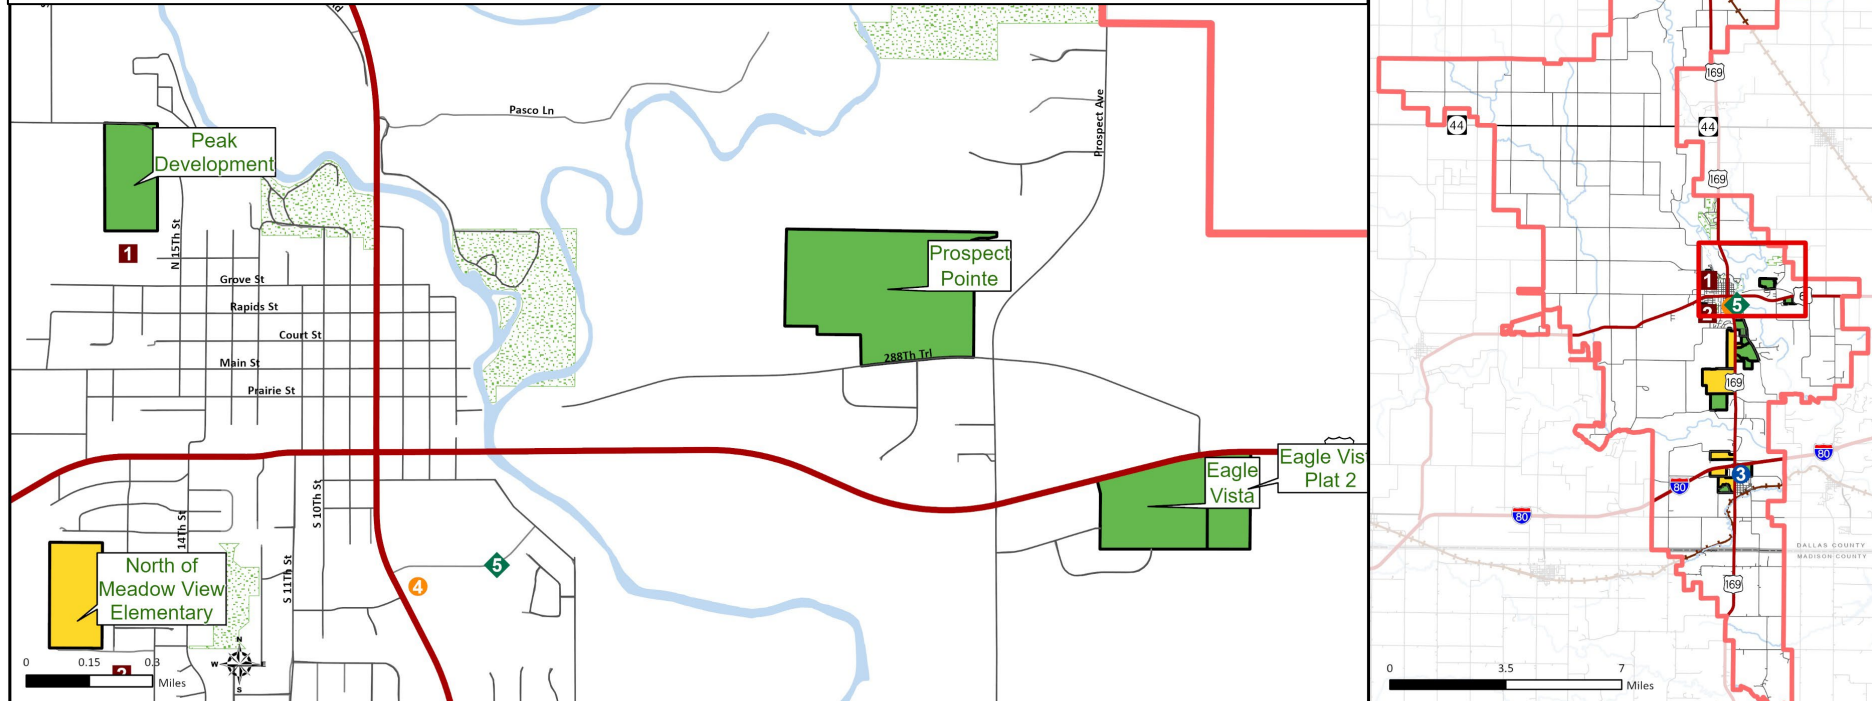 Pasco Ln
Prospect Ave
Peak
Development
N 15Th St
1
Grove St
Rapids St
Court St
Main St
Prairie St
Prospect
Pointe
288Th Trl
Eagle
Vista
Eagle Vis
Plat 2
S 10Th St
14Th St
S 11Th St
5
4
North of
Meadow View
Elementary
N
W
E
S
0
0.15
0.3
Miles
2
169
44
44
169
1
6
5
2
169
80
3
80
80
DALLAS COUNTY
MADISON COUNTY
169
0
3.5
7
Miles